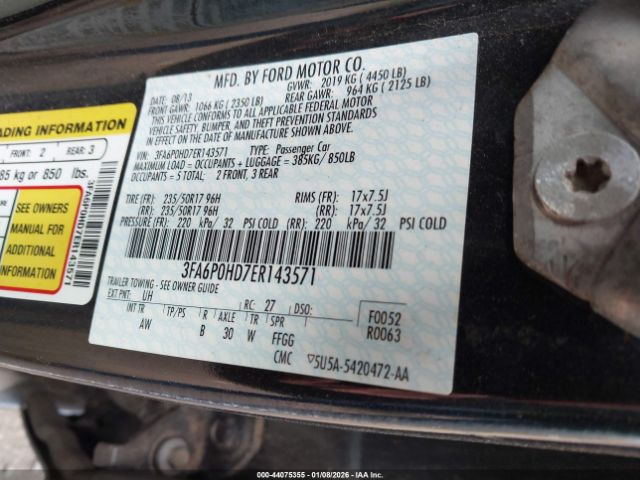 MFD. BY FORD MOTOR CO.
DATE: 08/13
GVWR: 2019 KG ( 4450 LB)
FRONT GAWR: 1066 KG ( 2350 LB)
REAR GAWR: 964 KG ( 2125 LB)
THIS VEHICLE CONFORMS TO ALL APPLICABLE FEDERAL MOTOR
VEHICLE SAFETY, BUMPER, AND THEFT PREVENTION STANDARDS
IN EFFECT ON THE DATE OF MANUFACTURE SHOWN ABOVE.
VIN: 3FA6P0HD7ER143571 TYPE: Passenger Car
MAXIMUM LOAD = OCCUPANTS + LUGGAGE = 385KG/ 850LB
OCCUPANTS = 5 TOTAL: 2 FRONT, 3 REAR
TIRE (FR): 235/50R17 96H RIMS (FR): 17x7.5J
(RR): 235/50R17 96H (RR): 17x7.5J
PRESSURE (FR): 220 kPa/ 32 PSI COLD (RR): 220 kPa/ 32 PSI COLD
3FA6P0HD7ER143571
TRAILER TOWING - SEE OWNER GUIDE
EXT PNT: UH RC: 27 DSO: F0052
INT TR TP/PS R AXLE TR SPR R0063
AW B 30 W FFGG
CMC 5U5A-5420472-AA
ADING INFORMATION
FRONT: 2 REAR: 3
85 kg or 850 lbs.
SEE OWNERS
MANUAL FOR
ADDITIONAL
INFORMATION
3FA6P0HD7ER143571
000-44075355 - 01/08/2026 - IAA Inc.